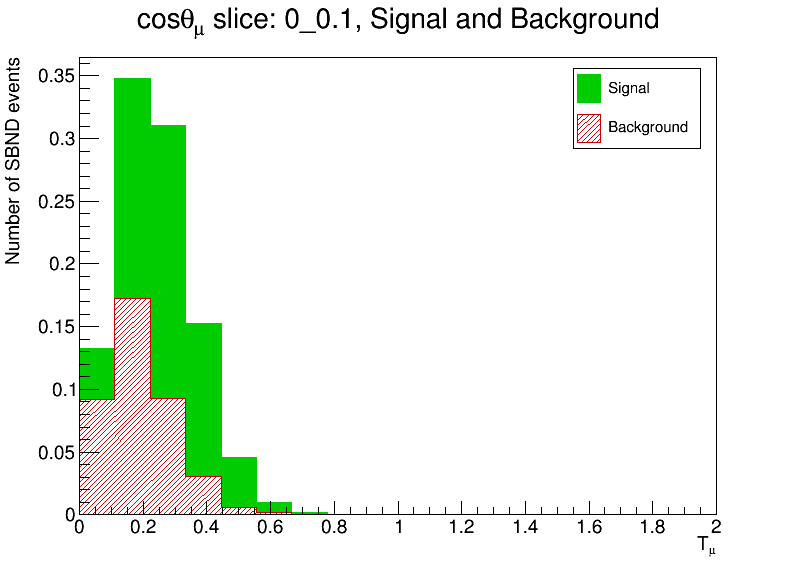 cosθμ slice: 0_0.1, Signal and Background
Number of SBND events
0.35
0.3
0.25
0.2
0.15
0.1
0.05
0
Signal
Background
0 0.2 0.4 0.6 0.8 1 1.2 1.4 1.6 1.8 2
Tμ